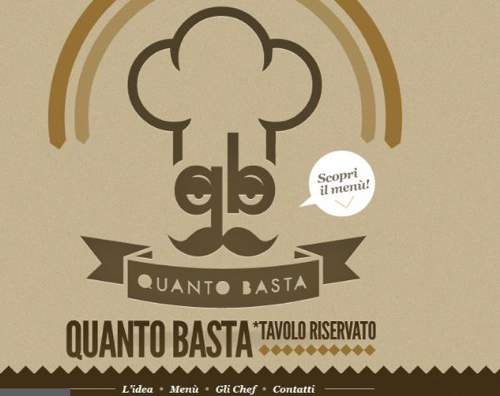 qb
Scopri
il menù!
QUANTO BASTA
QUANTO BASTA *TAVOLO RISERVATO
L'idea • Menù • Gli Chef • Contatti